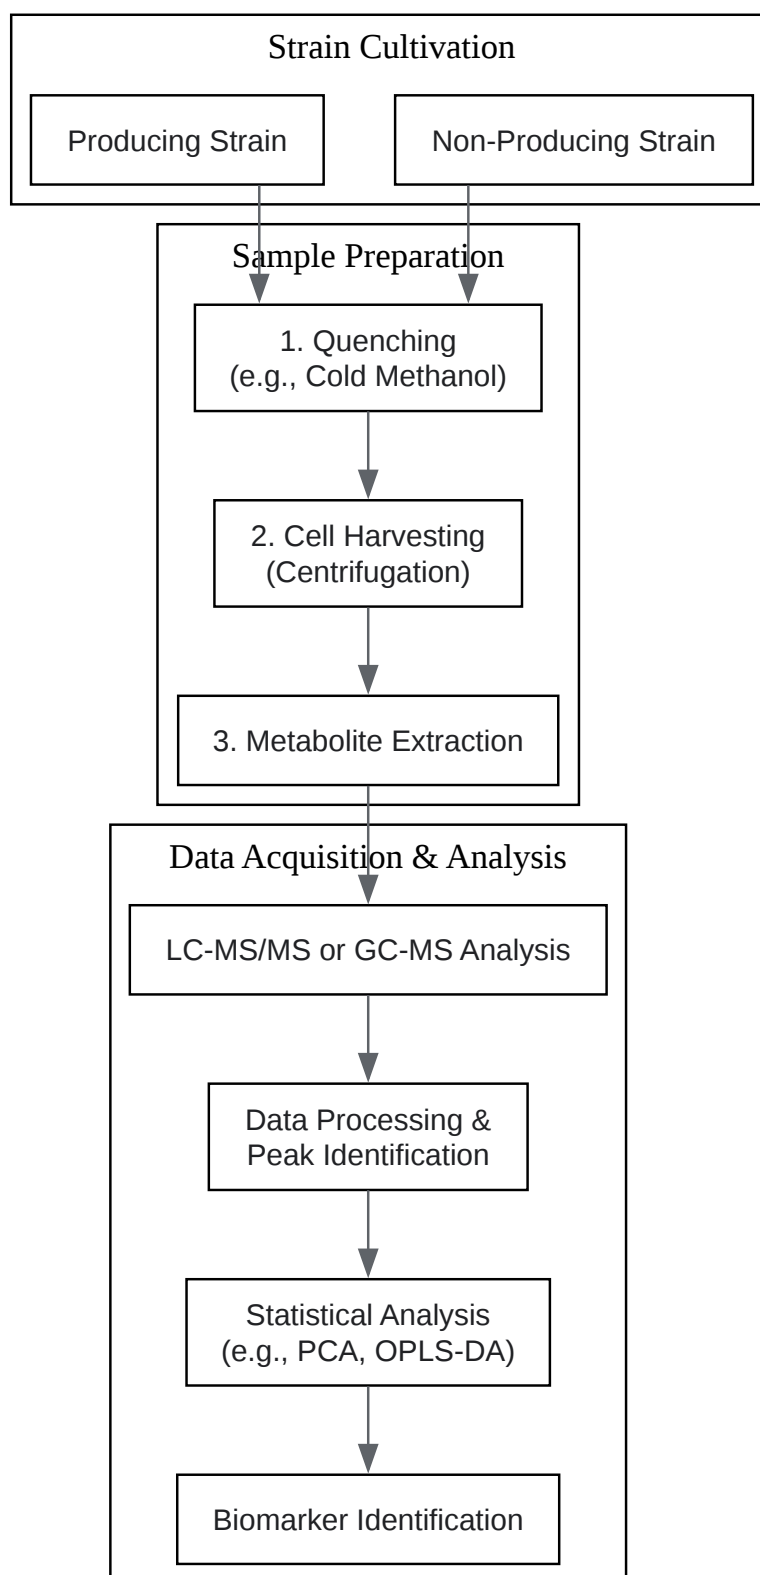 Strain Cultivation
Producing Strain
Non-Producing Strain
Sample Preparation
1. Quenching
(e.g., Cold Methanol)
2. Cell Harvesting
(Centrifugation)
3. Metabolite Extraction
Data Acquisition & Analysis
LC-MS/MS or GC-MS Analysis
Data Processing &
Peak Identification
Statistical Analysis
(e.g., PCA, OPLS-DA)
Biomarker Identification